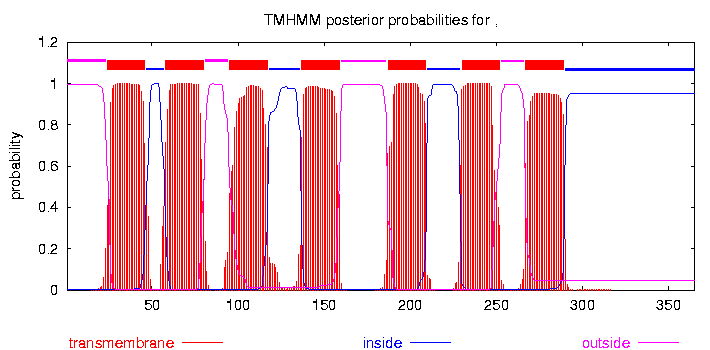 TMHMM posterior probabilities for ,
1.2
1
0.8
0.6
0.4
0.2
0
probability
50 100 150 200 250 300 350
transmembrane inside outside